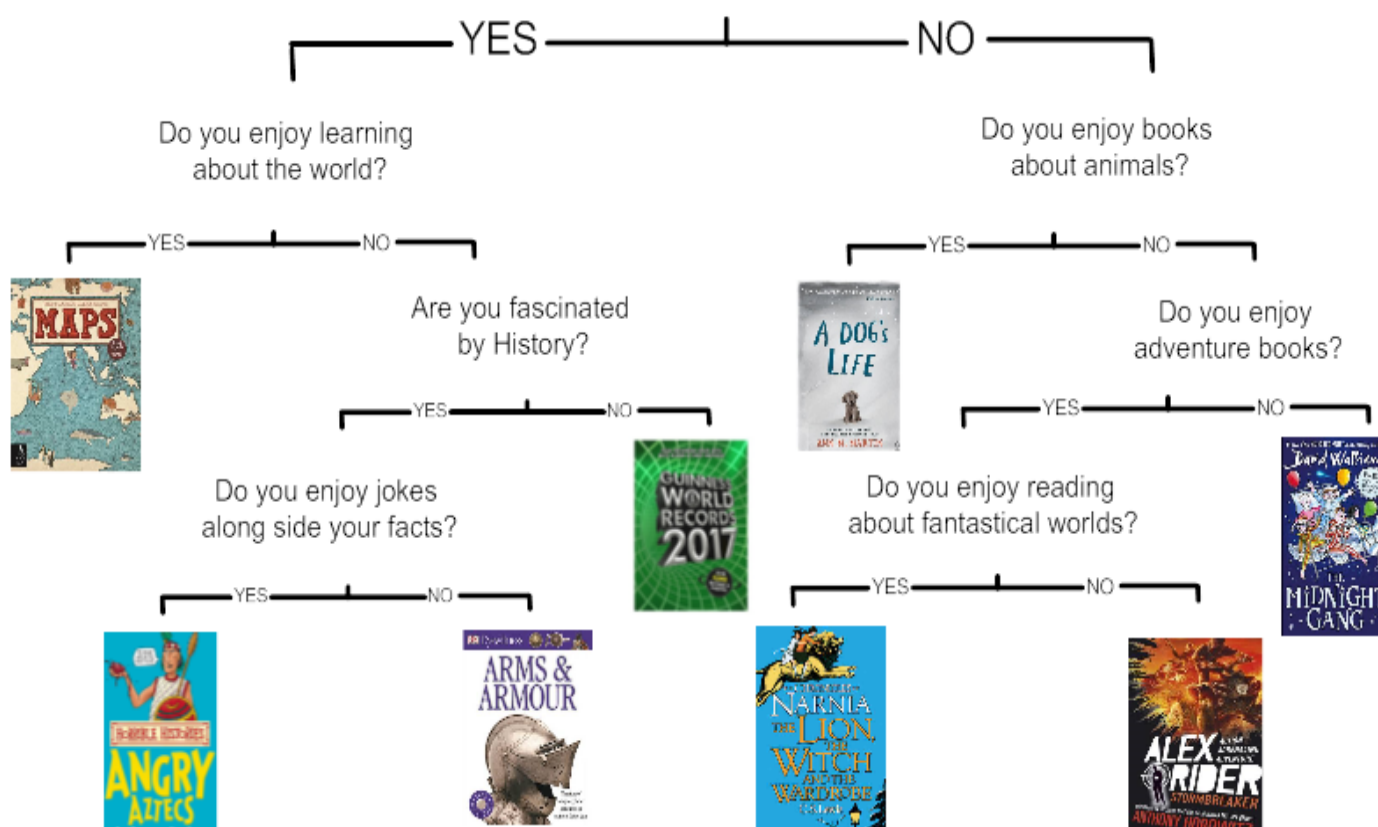 YES NO
Do you enjoy learning
about the world?
Do you enjoy books
about animals?
YES NO
YES NO
MAPS
Are you fascinated
by History?
A DOG'S
LIFE
ANN M. MARTIN
Do you enjoy
adventure books?
YES NO
YES NO
GUINNESS
WORLD
RECORDS
2017
David Walliams
THE
MIDNIGHT
GANG
Do you enjoy jokes
along side your facts?
Do you enjoy reading
about fantastical worlds?
YES NO
YES NO
HORRIBLE HISTORIES
ANGRY
AZTECS
ARMS &
ARMOUR
NARNIA
THE LION,
THE
WITCH
AND THE
WARDROBE
ALEX
RIDER
STORMBREAKER
ANTHONY HOROWITZ